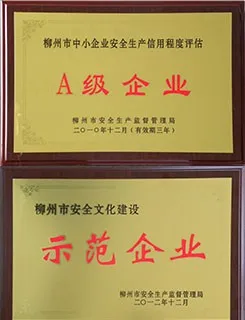 柳州市中小企业安全生产信用程度评估
A级企业
柳州市安全生产监督管理局
二○一○年十二月(有效期三年)
柳州市安全文化建设
示范企业
柳州市安全生产监督管理局
二○一二年十二月